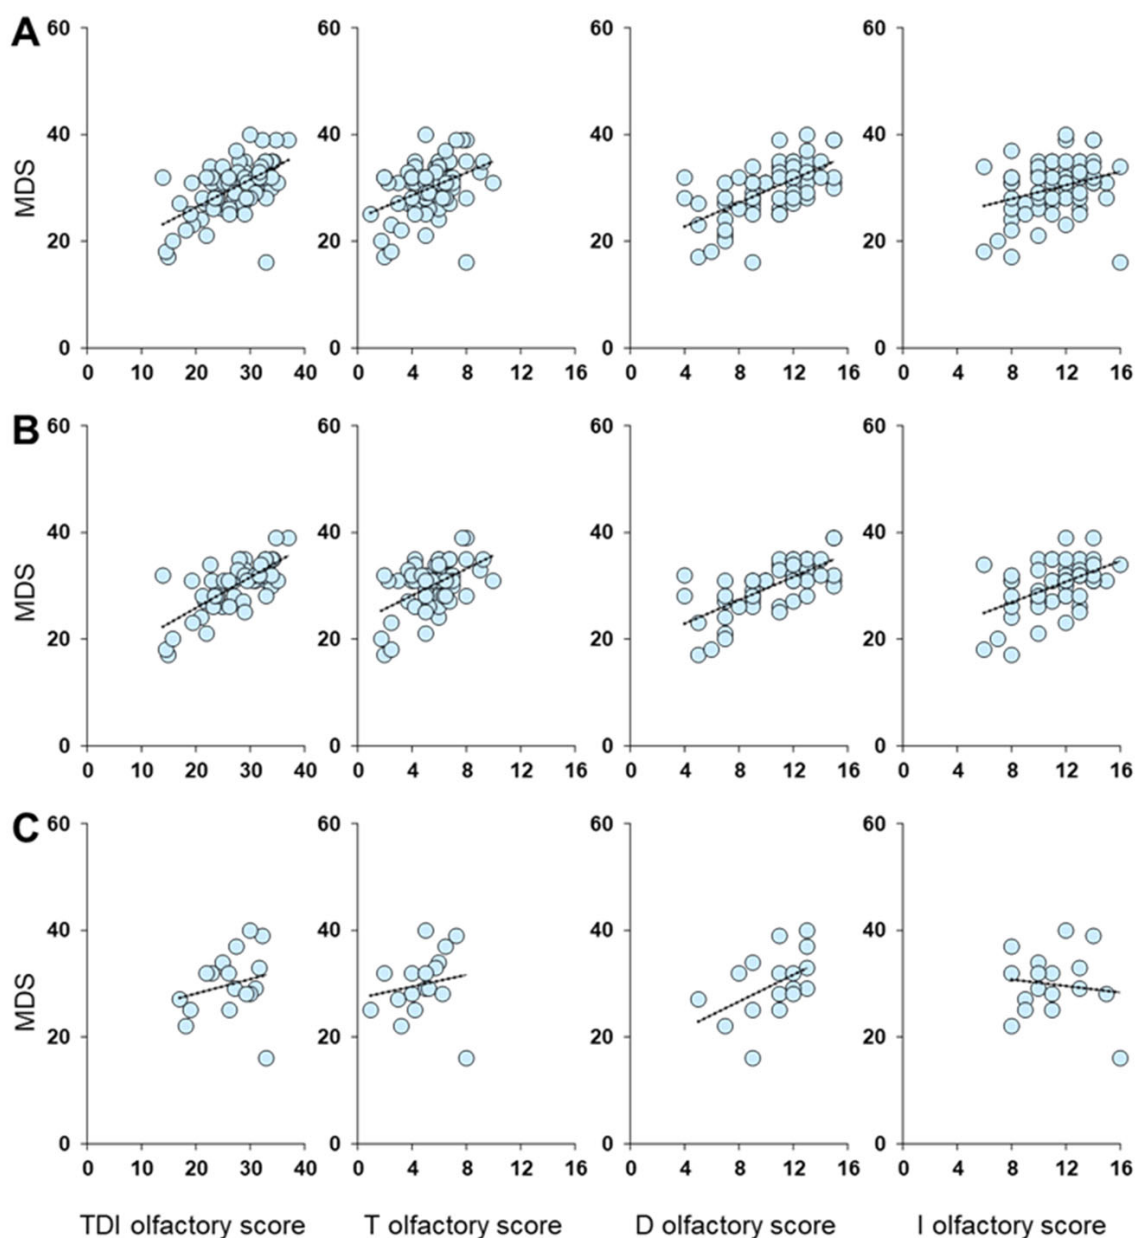 A
60 60 60 60
40 40 40 40
MDS
20 20 20 20
0 0 0 0
0 10 20 30 40 0 4 8 12 16 0 4 8 12 16 0 4 8 12 16
B
60 60 60 60
40 40 40 40
MDS
20 20 20 20
0 0 0 0
0 10 20 30 40 0 4 8 12 16 0 4 8 12 16 0 4 8 12 16
C
60 60 60 60
40 40 40 40
MDS
20 20 20 20
0 0 0 0
0 10 20 30 40 0 4 8 12 16 0 4 8 12 16 0 4 8 12 16
TDI olfactory score T olfactory score D olfactory score I olfactory score